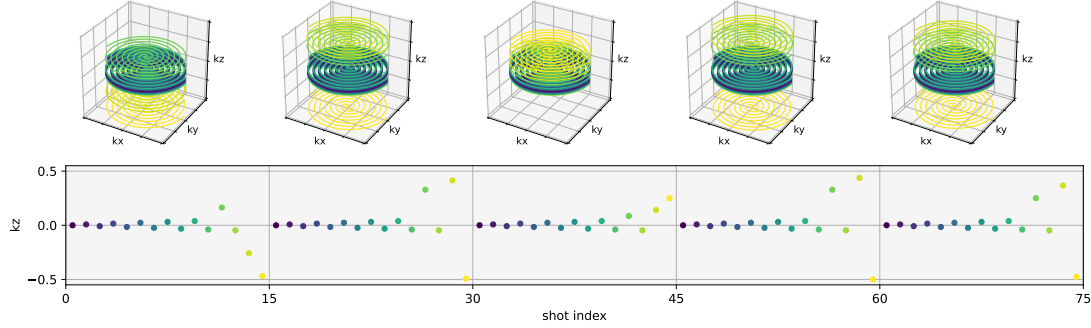 kz kz kz kz kz
ky ky ky ky ky
kx kx kx kx kx
0.5
0.0
−0.5
kz
0 15 30 45 60 75
shot index